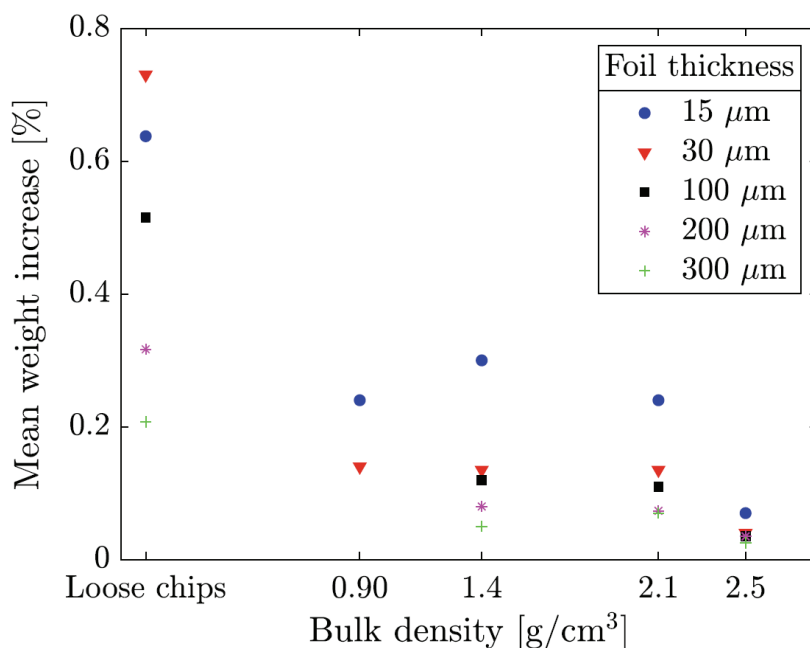 0.8
0.6
0.4
0.2
0
Mean weight increase [%]
Foil thickness
15 μm
30 μm
100 μm
200 μm
300 μm
Loose chips 0.90 1.4 2.1 2.5
Bulk density [g/cm³]